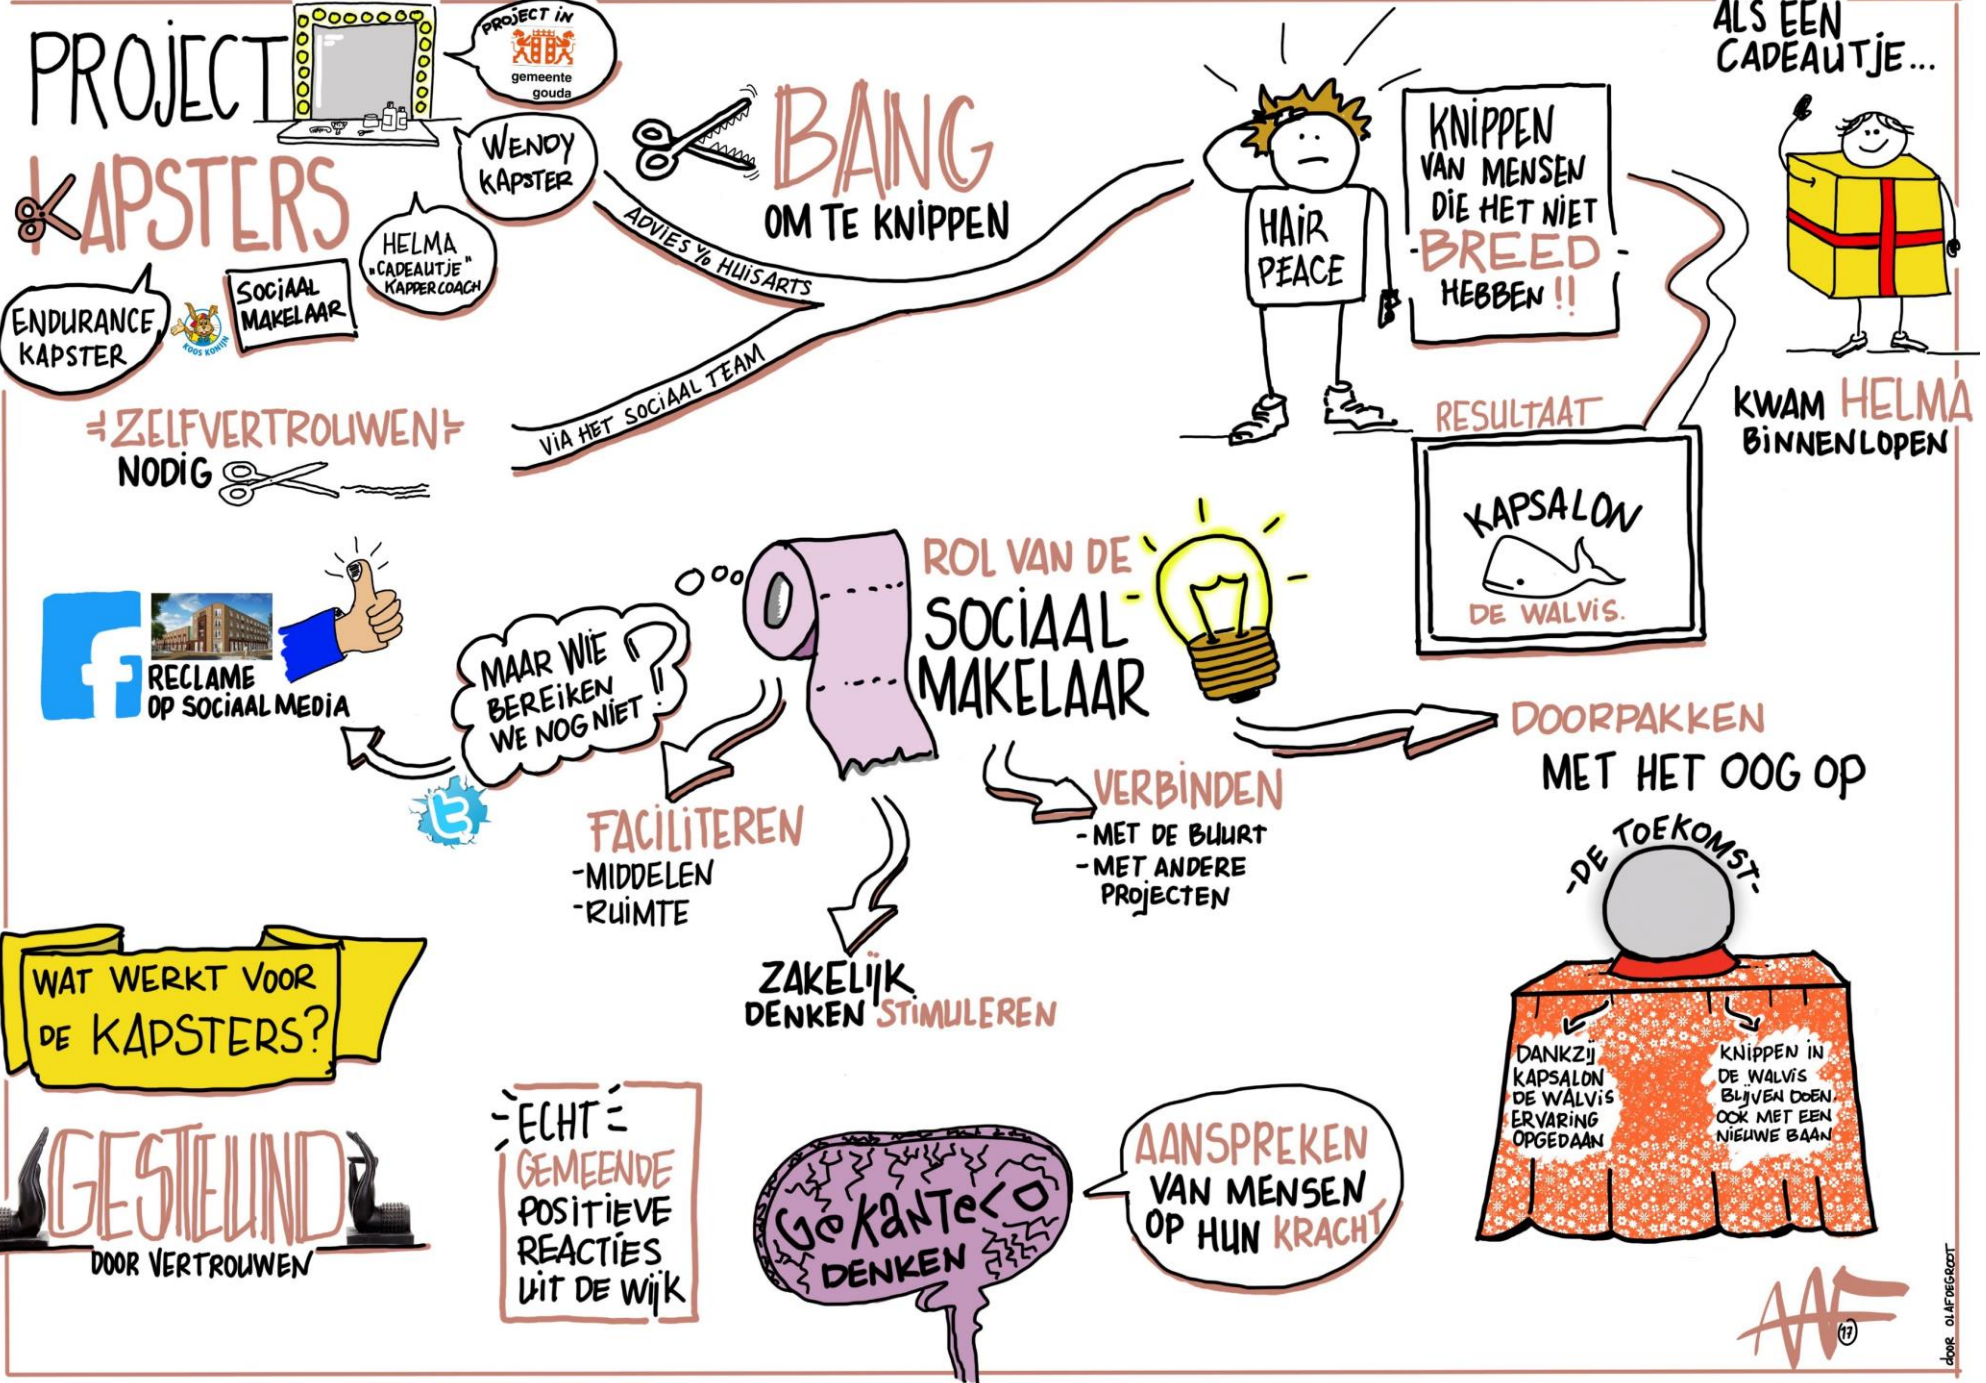 PROJECT
KAPSTERS
PROJECT IN
gemeente
gouda
WENDY
KAPSTER
HELMA
"CADEAUTJE"
KAPPER COACH
ENDURANCE
KAPSTER
KOOS KONIJN
SOCIAAL
MAKELAAR
BANG
OM TE KNIPPEN
ADVIES v/d HUISARTS
VIA HET SOCIAAL TEAM
HAIR
PEACE
KNIPPEN
VAN MENSEN
DIE HET NIET
-BREED-
HEBBEN !!
ALS EEN
CADEAUTJE...
KWAM HELMA
BINNENLOPEN
ZELFVERTROUWEN
NODIG
RESULTAAT
KAPSALON
DE WALVIS.
RECLAME
OP SOCIAAL MEDIA
MAAR WIE
BEREIKEN
WE NOG NIET ?!
ROL VAN DE
SOCIAAL
MAKELAAR
FACILITEREN
-MIDDELEN
-RUIMTE
ZAKELIJK
DENKEN STIMULEREN
VERBINDEN
- MET DE BUURT
- MET ANDERE
PROJECTEN
DOORPAKKEN
MET HET OOG OP
-DE TOEKOMST-
DANKZIJ
KAPSALON
DE WALVIS
ERVARING
OPGEDAAN
KNIPPEN IN
DE WALVIS
BLIJVEN DOEN.
OOK MET EEN
NIEUWE BAAN
WAT WERKT VOOR
DE KAPSTERS?
GESTEUND
DOOR VERTROUWEN
ECHT
GEMEENDE
POSITIEVE
REACTIES
UIT DE WIJK
GeKANTeLD
DENKEN
AANSPREKEN
VAN MENSEN
OP HUN KRACHT
17
door OLAFDEGROOT